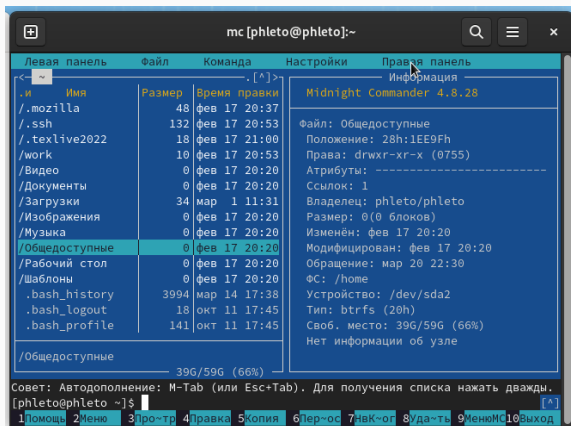 mc [phleto@phleto]:~
Левая панель Файл Команда Настройки Правая панель
<- ~ .[^]>
.и Имя Размер Время правки
/.mozilla 48 фев 17 20:37
/.ssh 132 фев 17 20:53
/.texlive2022 18 фев 17 21:00
/work 10 фев 17 20:53
/Видео 0 фев 17 20:20
/Документы 0 фев 17 20:20
/Загрузки 34 мар 1 11:31
/Изображения 0 фев 17 20:20
/Музыка 0 фев 17 20:20
/Общедоступные 0 фев 17 20:20
/Рабочий стол 0 фев 17 20:20
/Шаблоны 0 фев 17 20:20
.bash_history 3994 мар 14 17:38
.bash_logout 18 окт 11 17:45
.bash_profile 141 окт 11 17:45
/Общедоступные
39G/59G (66%)
Информация
Midnight Commander 4.8.28
Файл: Общедоступные
Положение: 28h:1EE9Fh
Права: drwxr-xr-x (0755)
Атрибуты: ------------------------
Ссылок: 1
Владелец: phleto/phleto
Размер: 0(0 блоков)
Изменён: фев 17 20:20
Модифицирован: фев 17 20:20
Обращение: мар 20 22:30
ФС: /home
Устройство: /dev/sda2
Тип: btrfs (20h)
Своб. место: 39G/59G (66%)
Нет информации об узле
Совет: Автодополнение: M-Tab (или Esc+Tab). Для получения списка нажать дважды.
[phleto@phleto ~]$ [^]
1Помощь 2Меню 3Про~тр 4Правка 5Копия 6Пер~ос 7НвК~ог 8Уда~ть 9МенюMC 10Выход